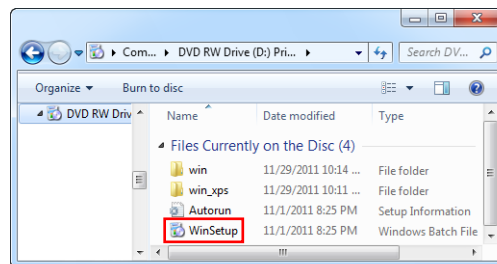 Com... DVD RW Drive (D:) Pri... Search DV...
Organize Burn to disc
DVD RW Driv Name Date modified Type
Files Currently on the Disc (4)
win 11/29/2011 10:14 ... File folder
win_xps 11/29/2011 10:11 ... File folder
Autorun 11/1/2011 8:25 PM Setup Information
WinSetup 11/1/2011 8:25 PM Windows Batch File